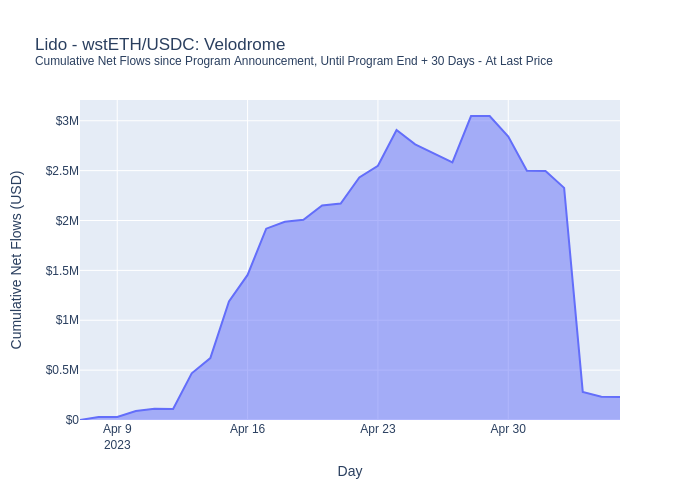 Lido - wstETH/USDC: Velodrome
Cumulative Net Flows since Program Announcement, Until Program End + 30 Days - At Last Price
Cumulative Net Flows (USD)
$3M
$2.5M
$2M
$1.5M
$1M
$0.5M
$0
Apr 9
2023
Apr 16
Apr 23
Apr 30
Day